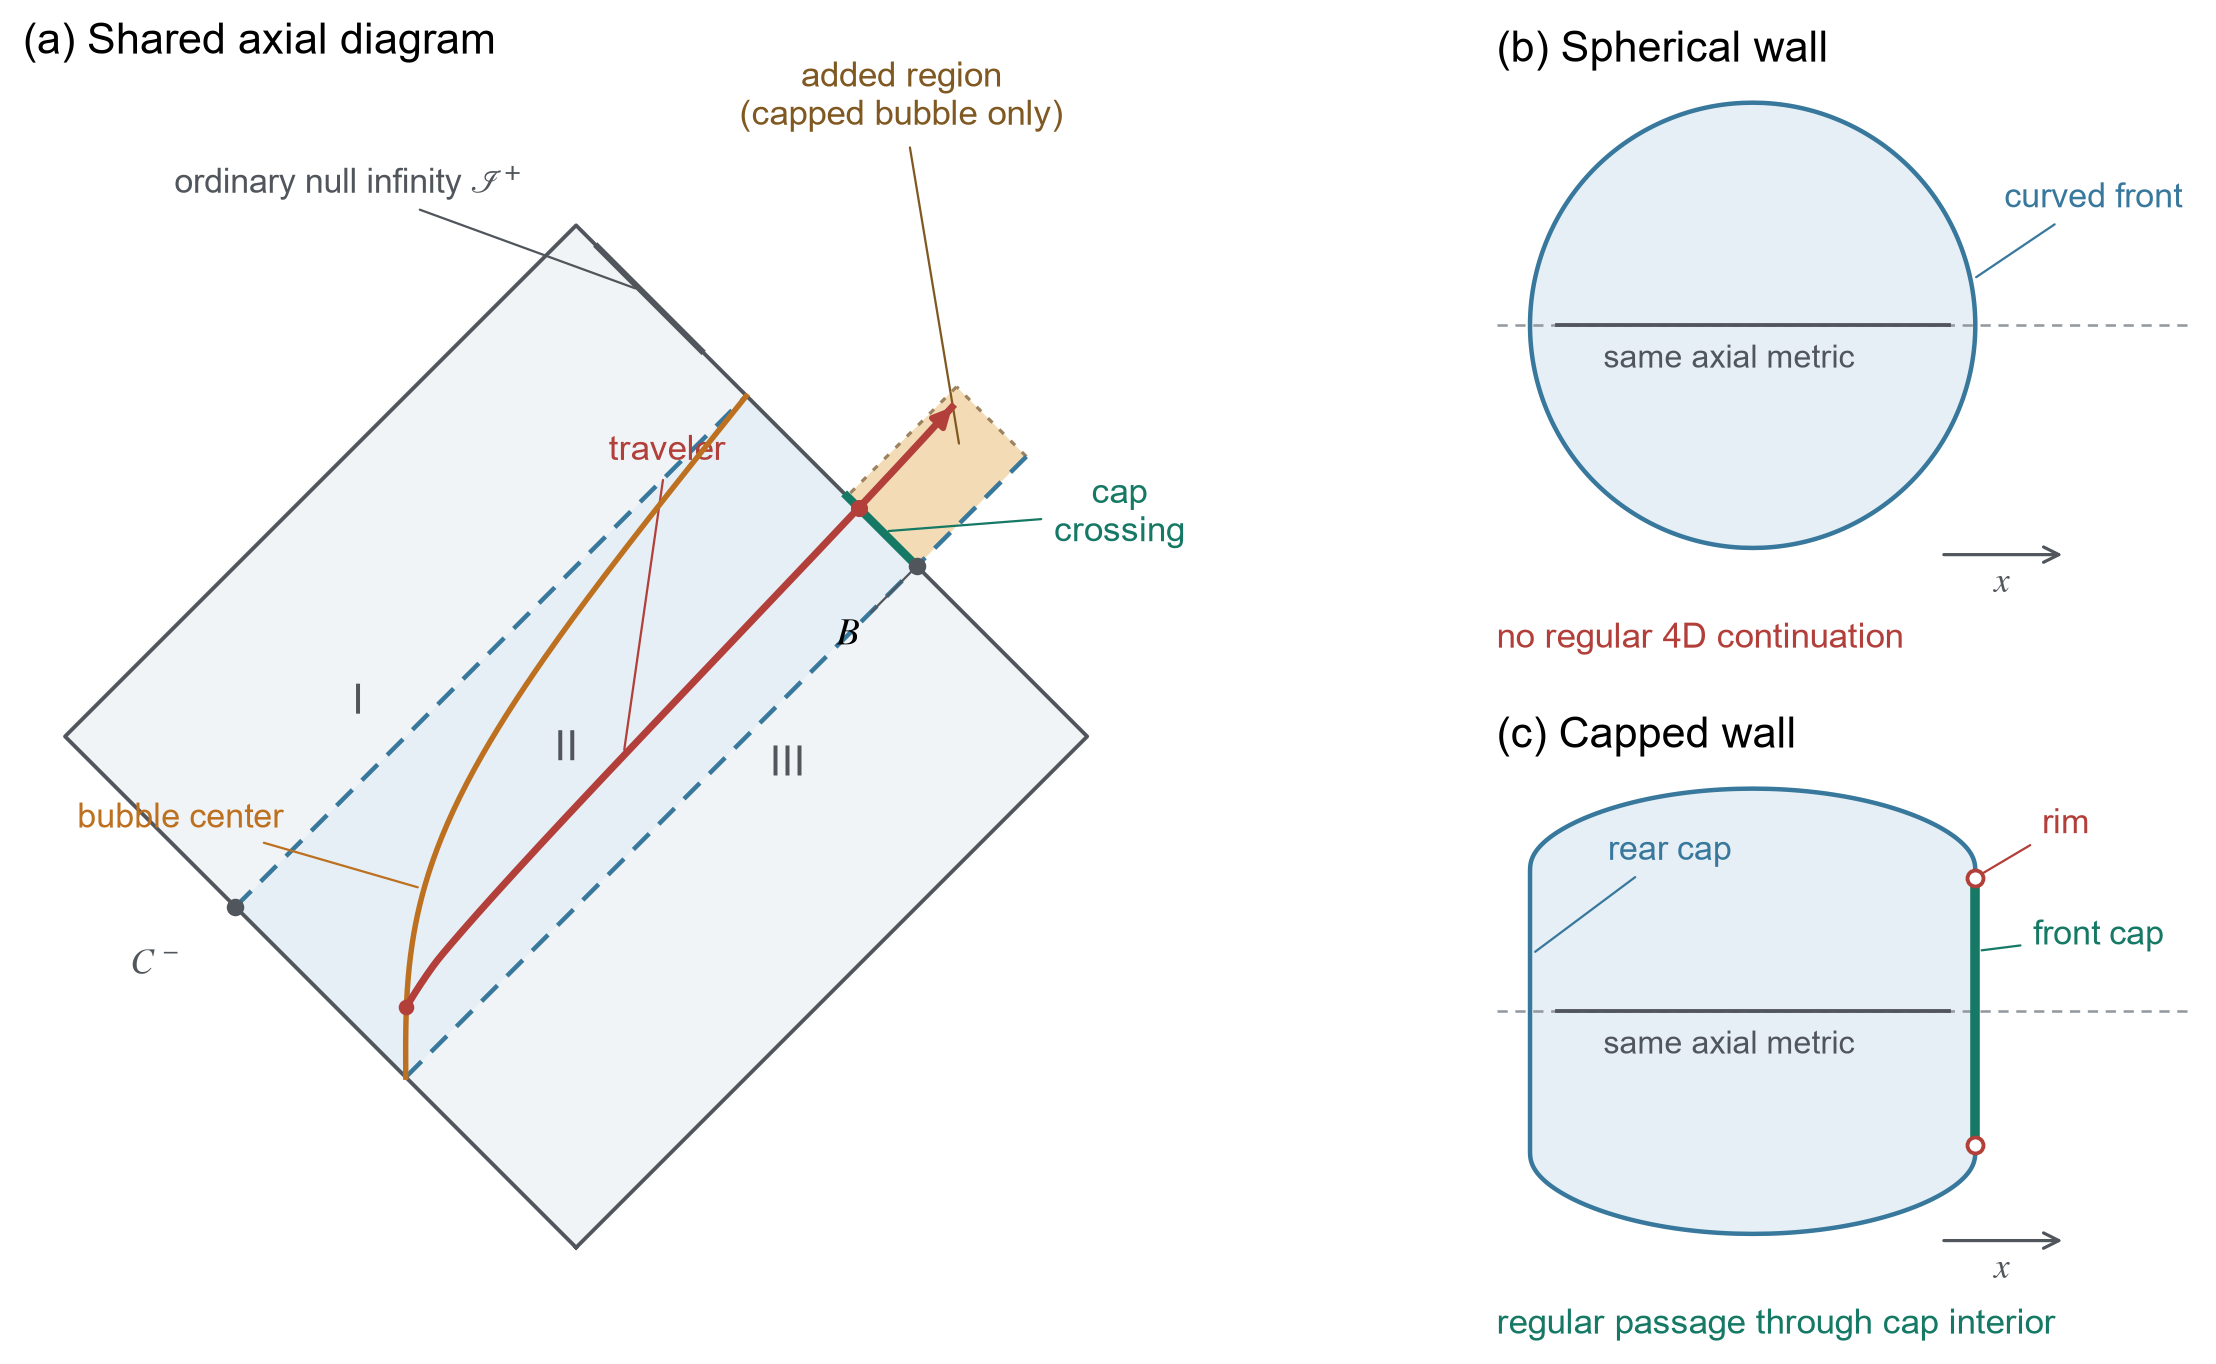 (a) Shared axial diagram
added region
(capped bubble only)
ordinary null infinity ℐ⁺
traveler
cap
crossing
B
I
II
III
bubble center
C⁻
(b) Spherical wall
curved front
same axial metric
x
no regular 4D continuation
(c) Capped wall
rim
rear cap
front cap
same axial metric
x
regular passage through cap interior